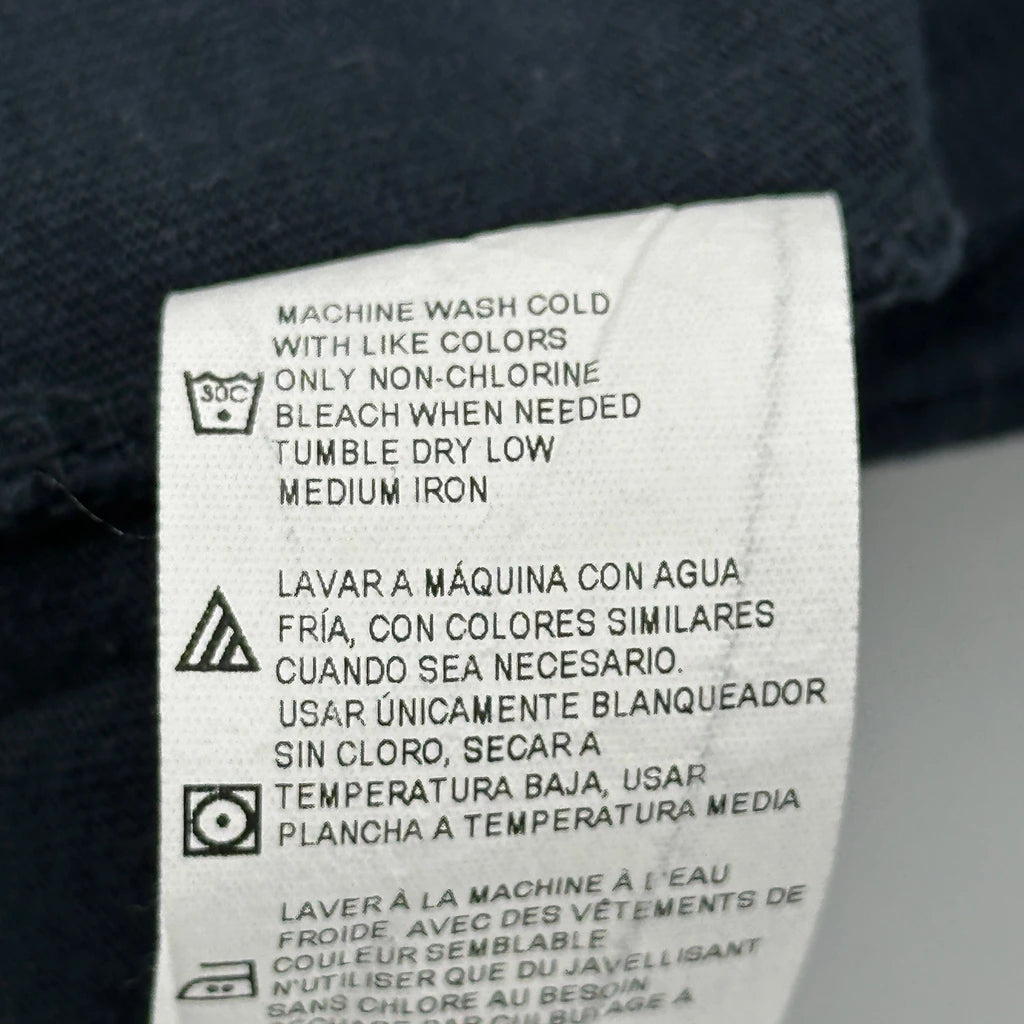 MACHINE WASH COLD
WITH LIKE COLORS
30C
ONLY NON-CHLORINE
BLEACH WHEN NEEDED
TUMBLE DRY LOW
MEDIUM IRON
LAVAR A MÁQUINA CON AGUA
FRÍA, CON COLORES SIMILARES
CUANDO SEA NECESARIO.
USAR ÚNICAMENTE BLANQUEADOR
SIN CLORO, SECAR A
TEMPERATURA BAJA, USAR
PLANCHA A TEMPERATURA MEDIA
LAVER À LA MACHINE À L'EAU
FROIDE, AVEC DES VÊTEMENTS DE
COULEUR SEMBLABLE
N'UTILISER QUE DU JAVELLISANT
SANS CHLORE AU BESOIN
SÉCHAGE PAR CULBUTAGE A